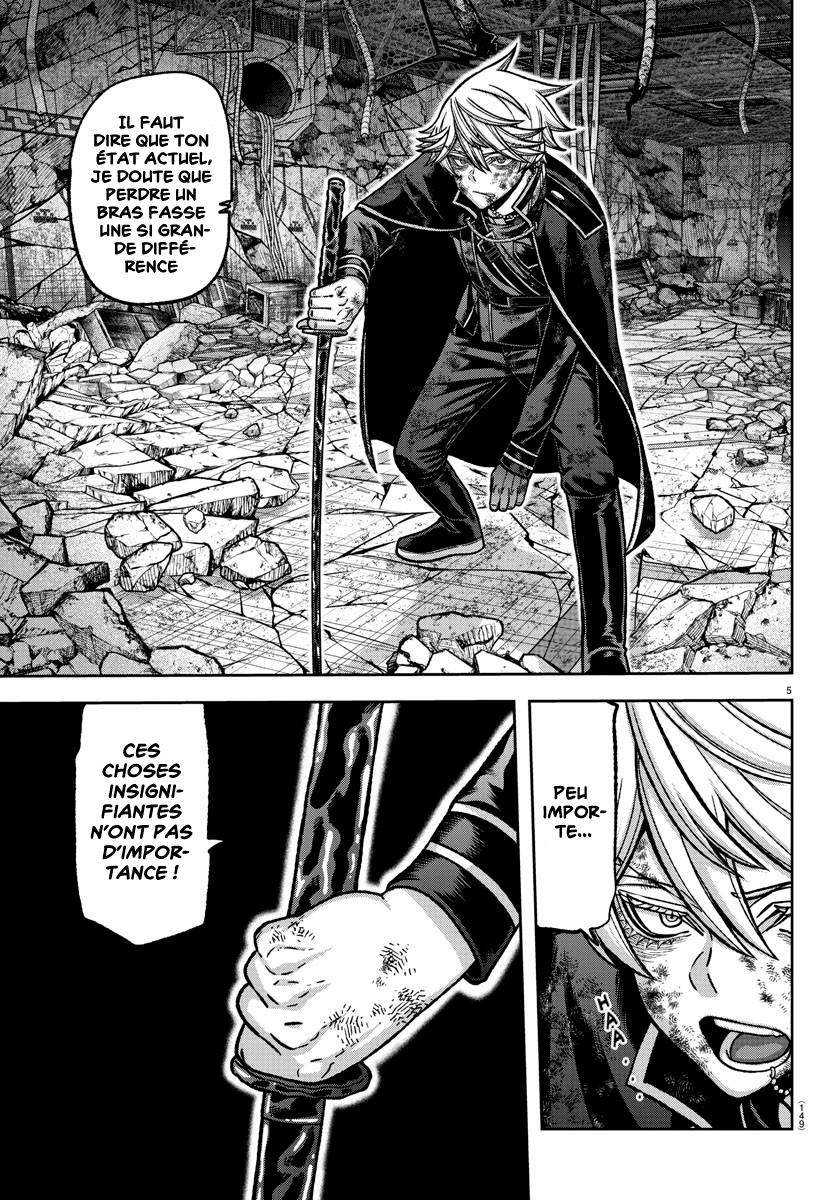 IL FAUT
DIRE QUE TON
ÉTAT ACTUEL,
JE DOUTE QUE
PERDRE UN
BRAS FASSE
UNE SI GRAN-
DE DIFFÉ-
RENCE
5
PEU
IMPOR-
TE...
HAA...
CES
CHOSES
INSIGNI-
FIANTES
N'ONT PAS
D'IMPOR-
TANCE !
(149)